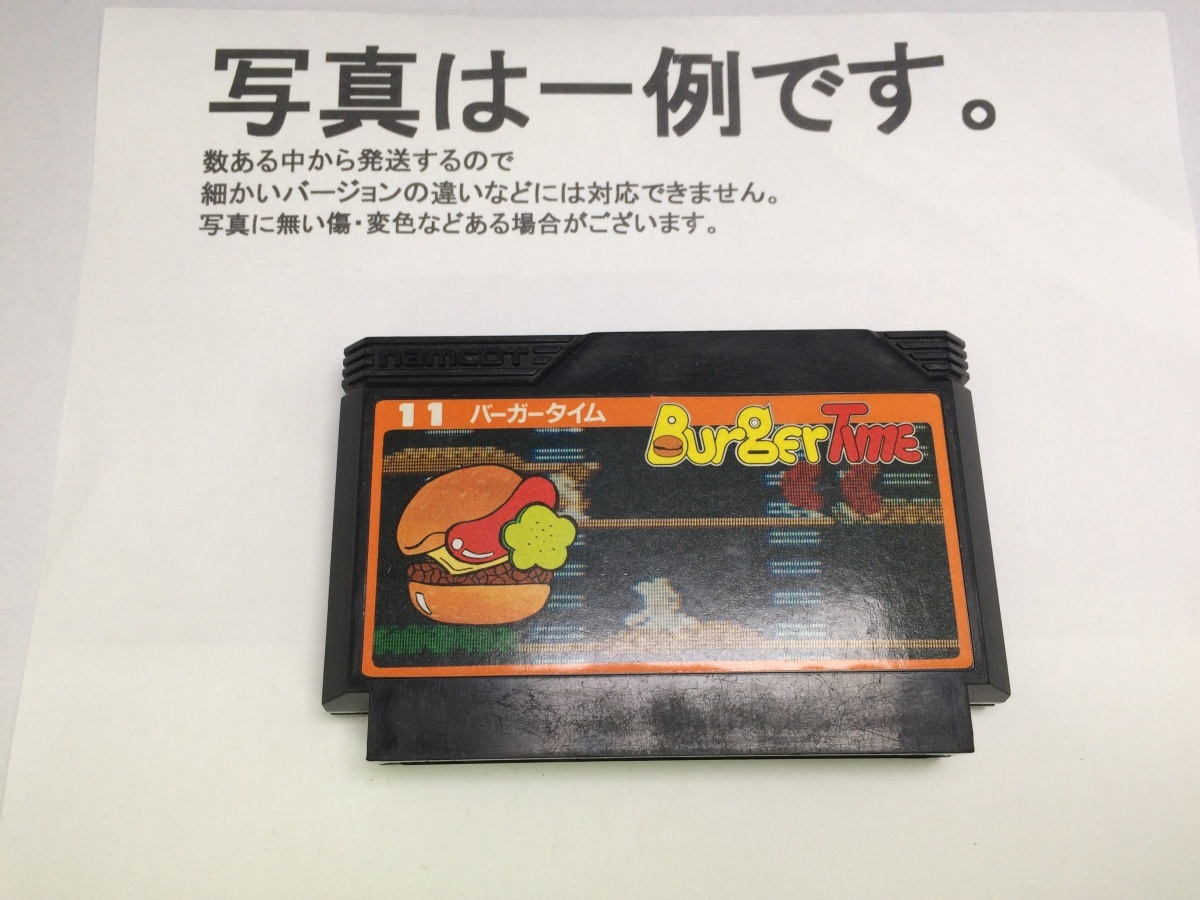 写真は一例です。
数ある中から発送するので
細かいバージョンの違いなどには対応できません。
写真に無い傷・変色などある場合がございます。
namcot
11 バーガータイム BurgerTime